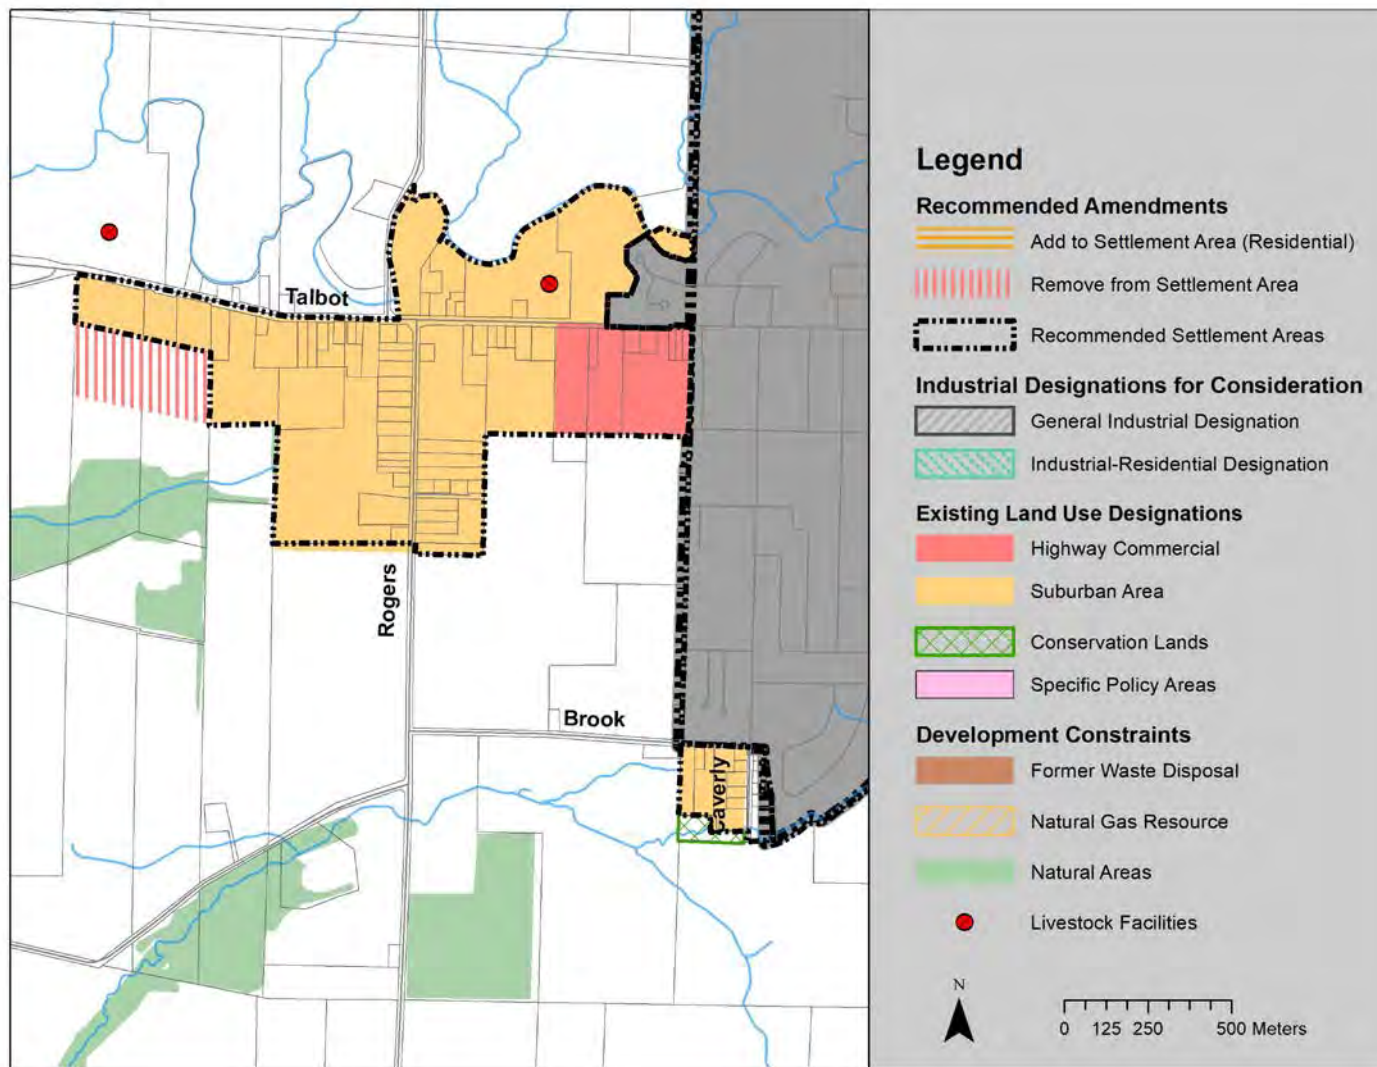 Talbot
Rogers
Brook
Caverly
Legend
Recommended Amendments
Add to Settlement Area (Residential)
Remove from Settlement Area
Recommended Settlement Areas
Industrial Designations for Consideration
General Industrial Designation
Industrial-Residential Designation
Existing Land Use Designations
Highway Commercial
Suburban Area
Conservation Lands
Specific Policy Areas
Development Constraints
Former Waste Disposal
Natural Gas Resource
Natural Areas
Livestock Facilities
N
0 125 250 500 Meters